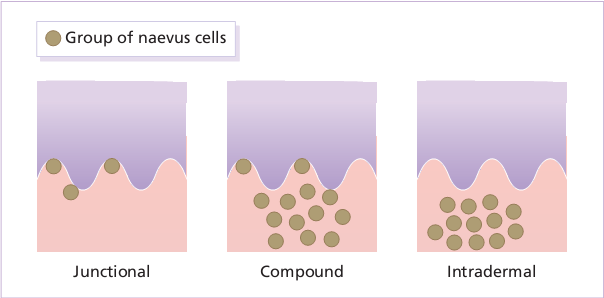 Group of naevus cells
Junctional
Compound
Intradermal